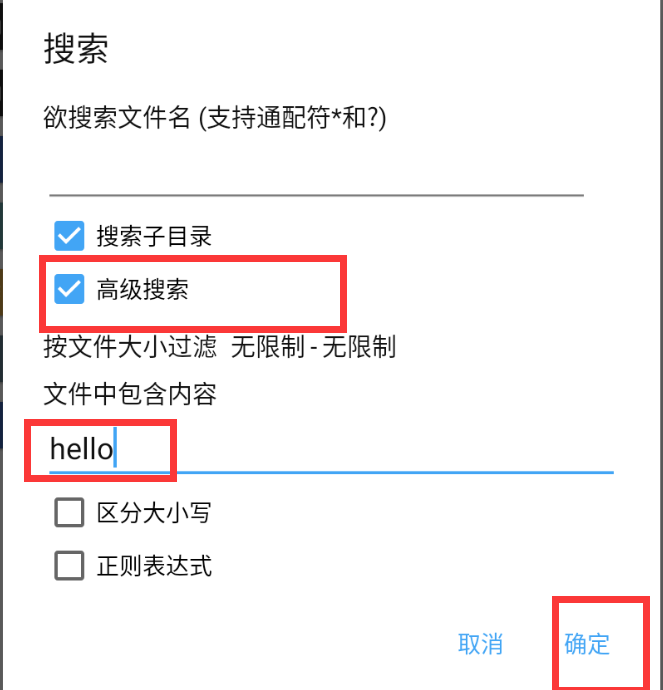 搜索
欲搜索文件名 (支持通配符*和?)
搜索子目录
高级搜索
按文件大小过滤 无限制 - 无限制
文件中包含内容
hello
区分大小写
正则表达式
取消 确定